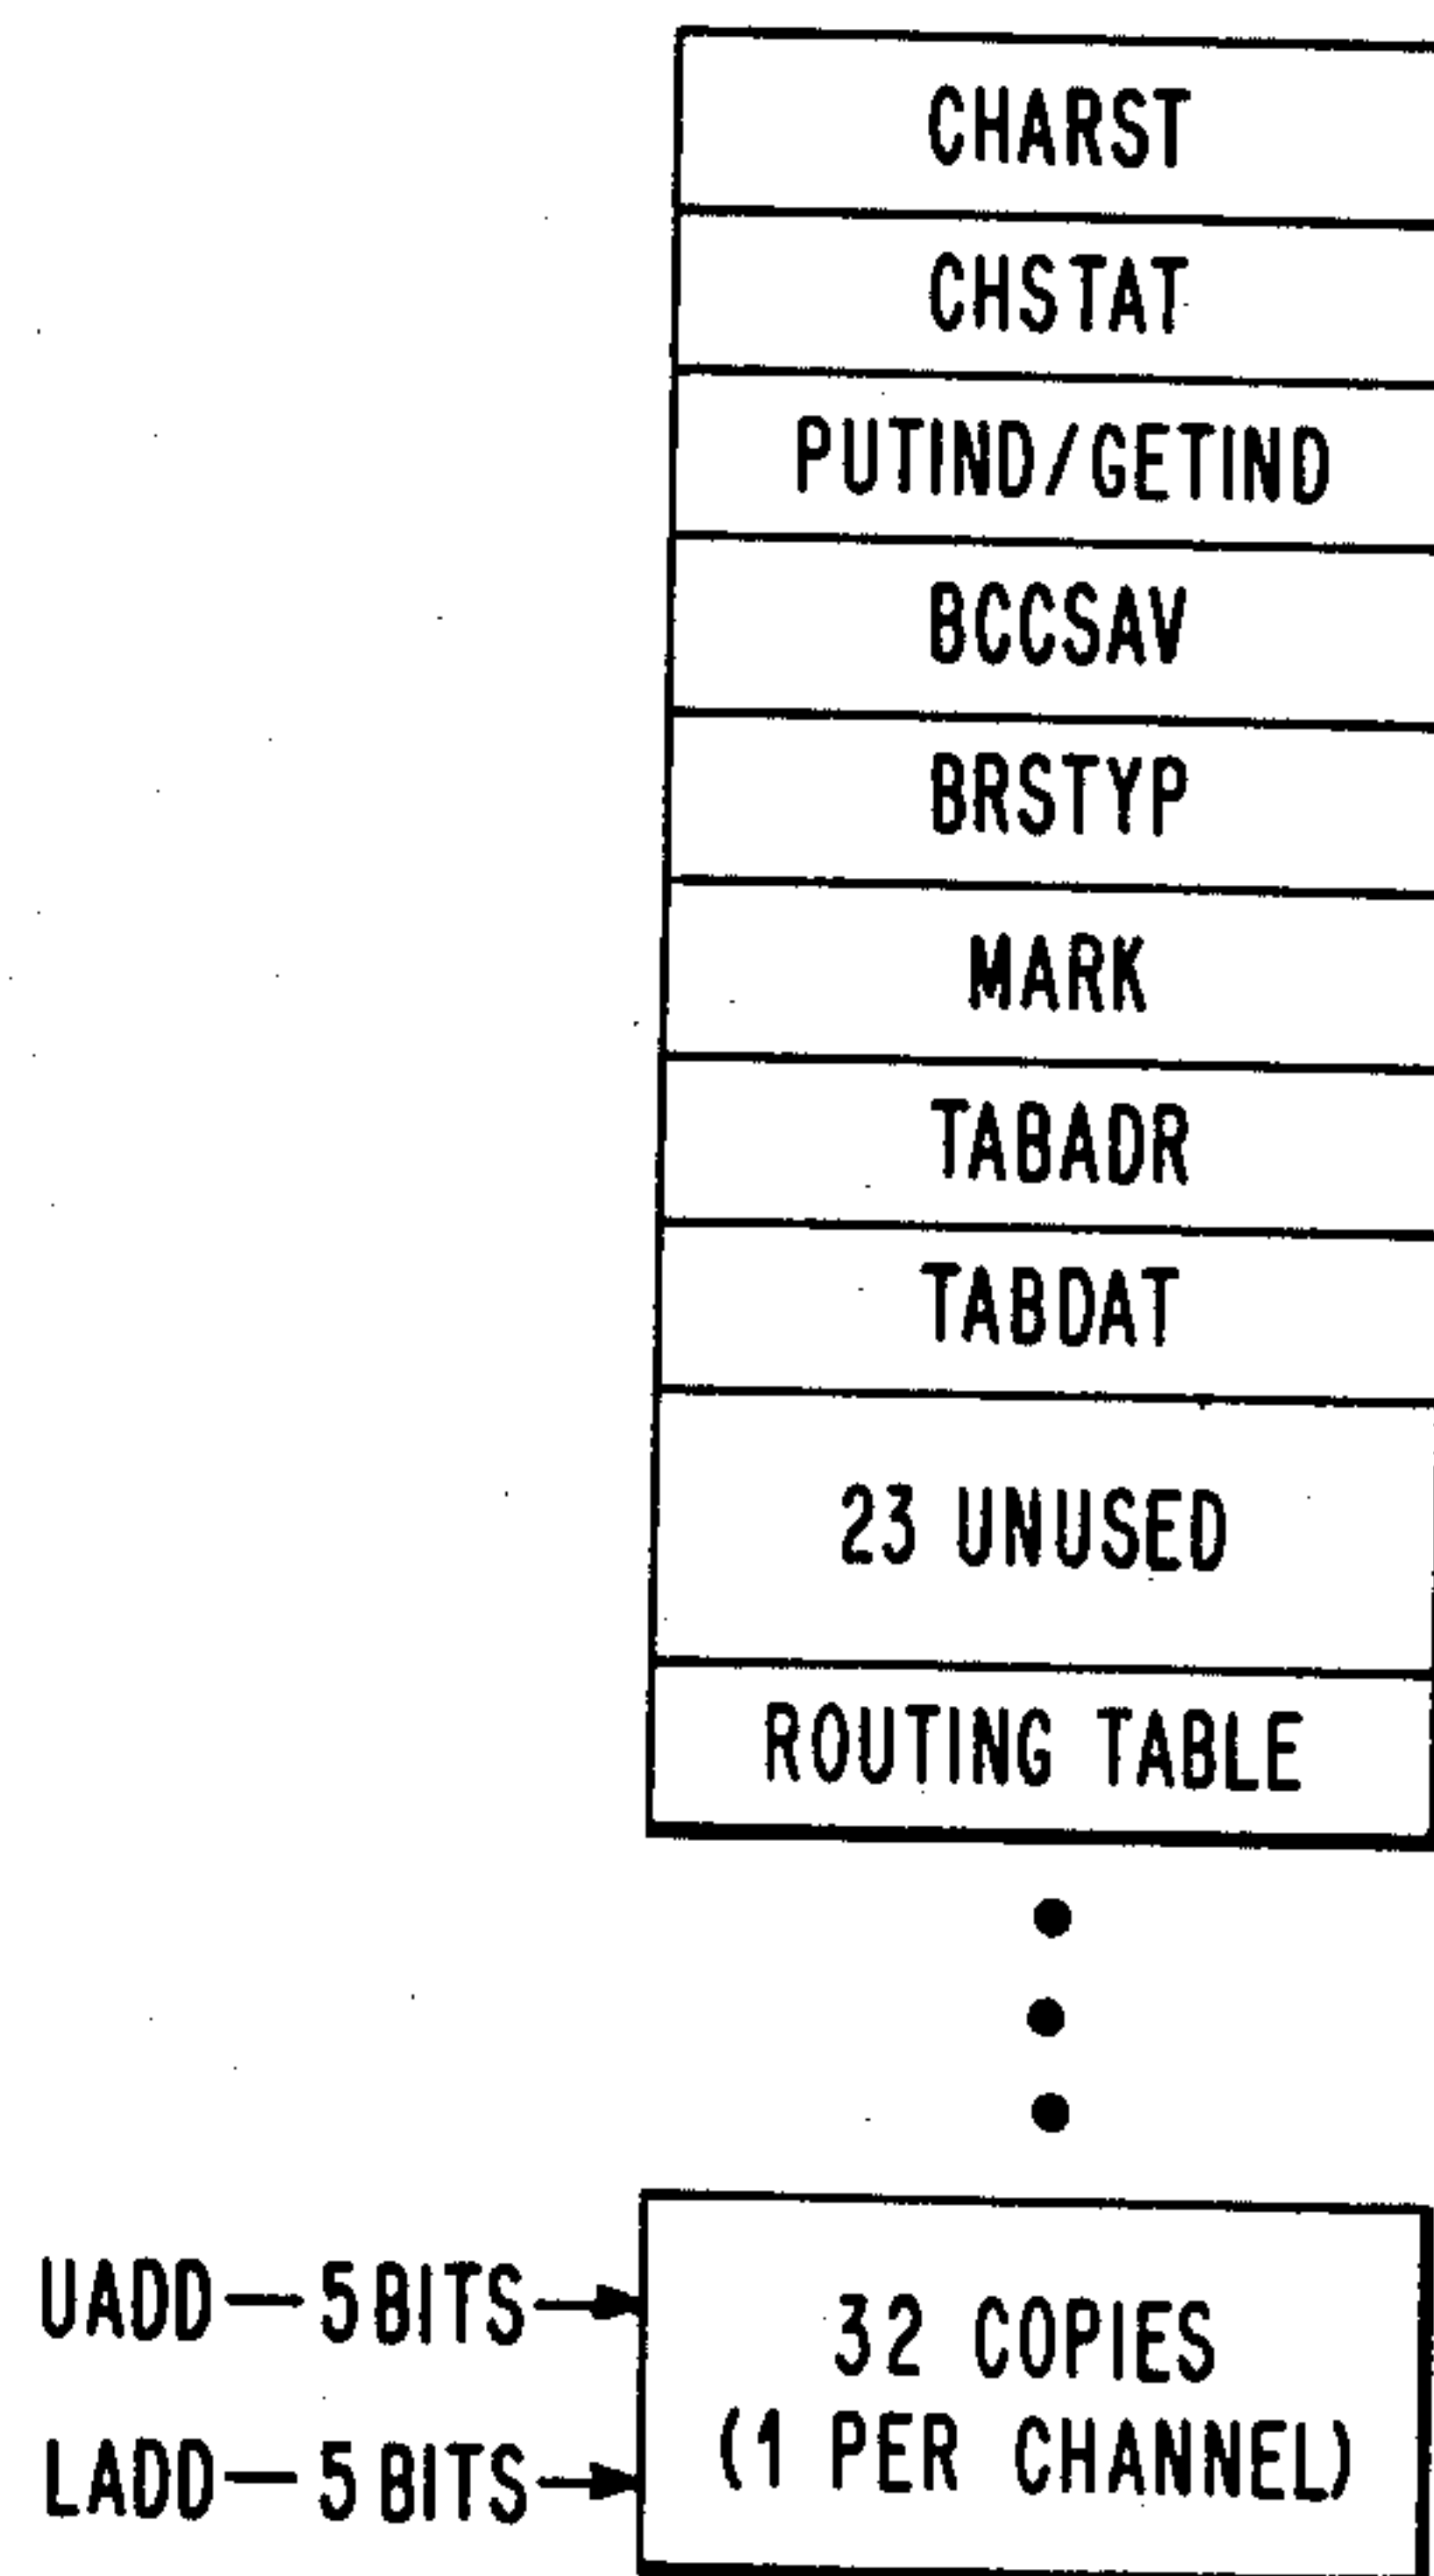 CHARST
CHSTAT
PUTIND/GETIND
BCCSAV
BRSTYP
MARK
TABADR
TABDAT
23 UNUSED
ROUTING TABLE
UADD—5BITS
32 COPIES
(1 PER CHANNEL)
LADD—5BITS